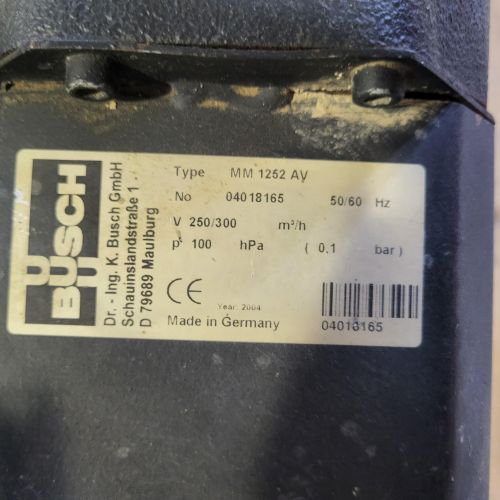 BUSCH
Dr. - Ing. K. Busch GmbH
Schauinslandstraße 1
D 79689 Maulburg
Type MM 1252 AV
No 04018165 50/60 Hz
V 250/300 m³/h
p: 100 hPa ( 0,1 bar )
CE
Year: 2004
Made in Germany
04018165